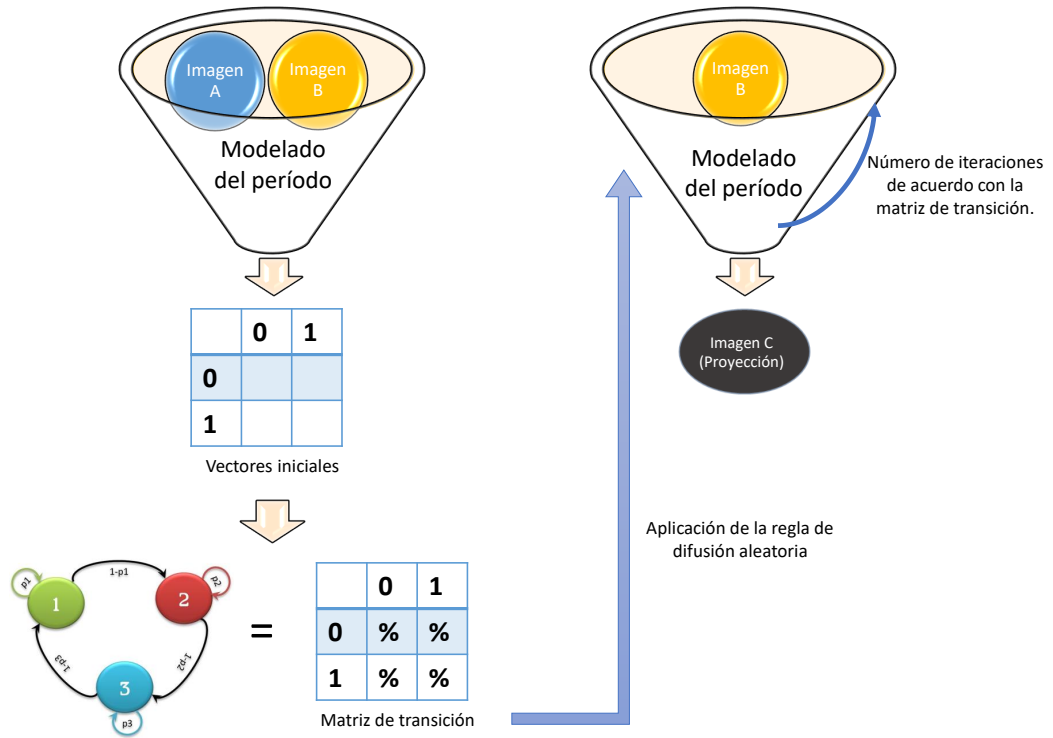 Imagen
A
Imagen
B
Modelado
del período
0 1
0
1
Vectores iniciales
p1
1-p1
p2
1
2
1-p3
1-p2
3
p3
=
0 1
0 % %
1 % %
Matriz de transición
Aplicación de la regla de
difusión aleatoria
Imagen
B
Modelado
del período
Número de iteraciones
de acuerdo con la
matriz de transición.
Imagen C
(Proyección)